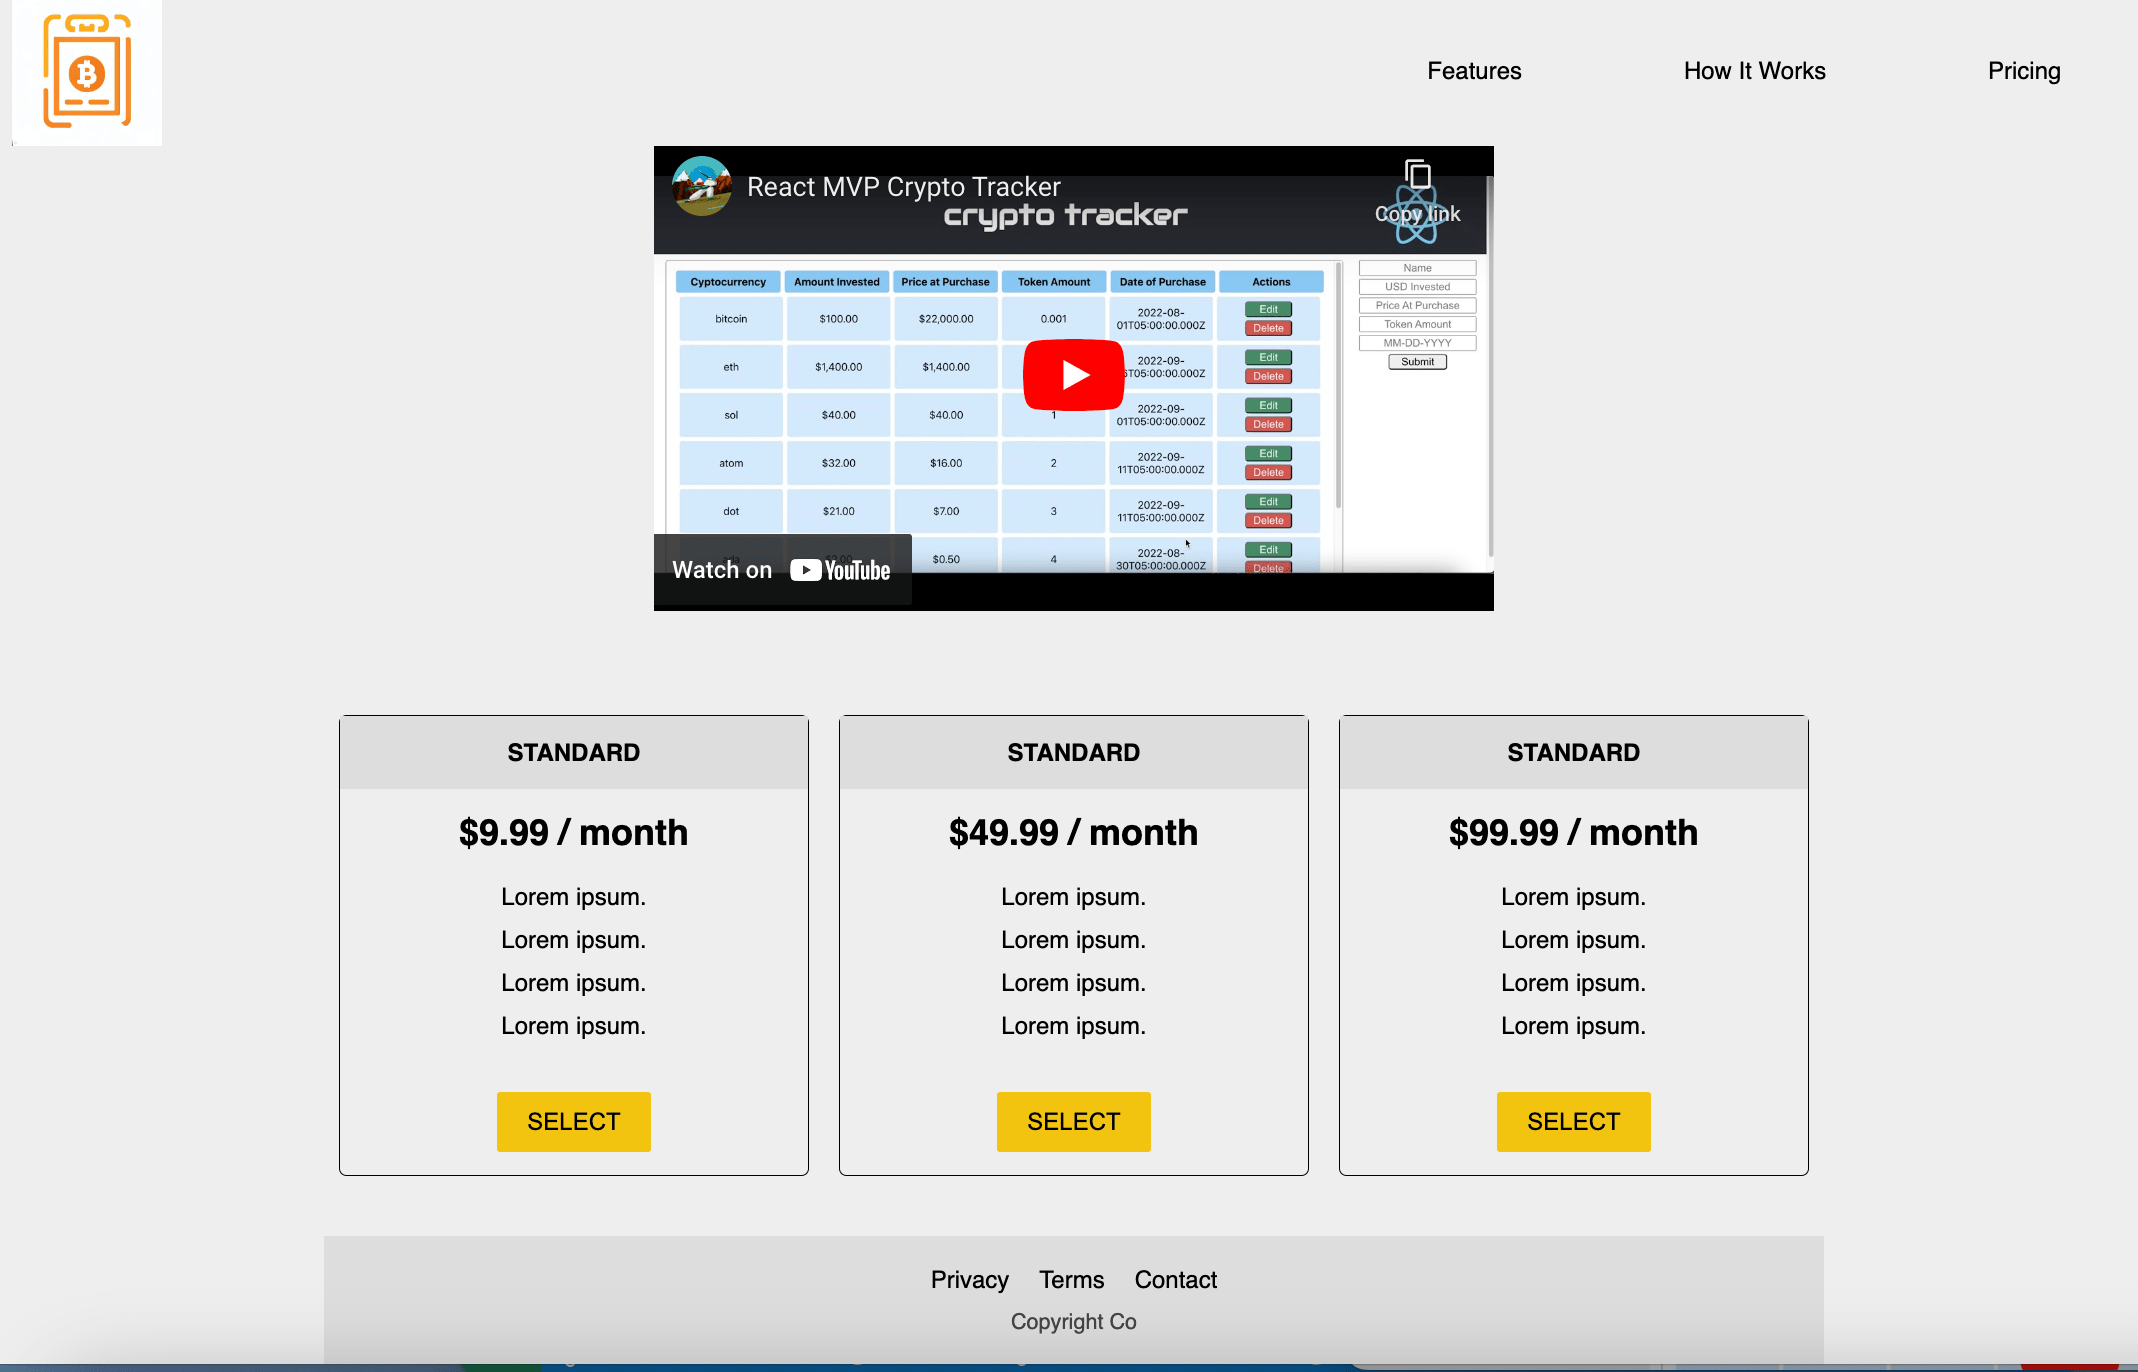 Features How It Works Pricing
React MVP Crypto Tracker
Copy link
crypto tracker
Cyptocurrency Amount Invested Price at Purchase Token Amount Date of Purchase Actions
bitcoin $100.00 $22,000.00 0.001 2022-08-01T05:00:00.000Z Edit Delete
eth $1,400.00 $1,400.00 2022-09- T05:00:00.000Z Edit Delete
sol $40.00 $40.00 1 2022-09-01T05:00:00.000Z Edit Delete
atom $32.00 $16.00 2 2022-09-11T05:00:00.000Z Edit Delete
dot $21.00 $7.00 3 2022-09-11T05:00:00.000Z Edit Delete
$0.50 4 2022-08-30T05:00:00.000Z Edit Delete
Name
USD Invested
Price At Purchase
Token Amount
MM-DD-YYYY
Submit
Watch on YouTube
STANDARD
$9.99 / month
Lorem ipsum.
Lorem ipsum.
Lorem ipsum.
Lorem ipsum.
SELECT
STANDARD
$49.99 / month
Lorem ipsum.
Lorem ipsum.
Lorem ipsum.
Lorem ipsum.
SELECT
STANDARD
$99.99 / month
Lorem ipsum.
Lorem ipsum.
Lorem ipsum.
Lorem ipsum.
SELECT
Privacy Terms Contact
Copyright Co